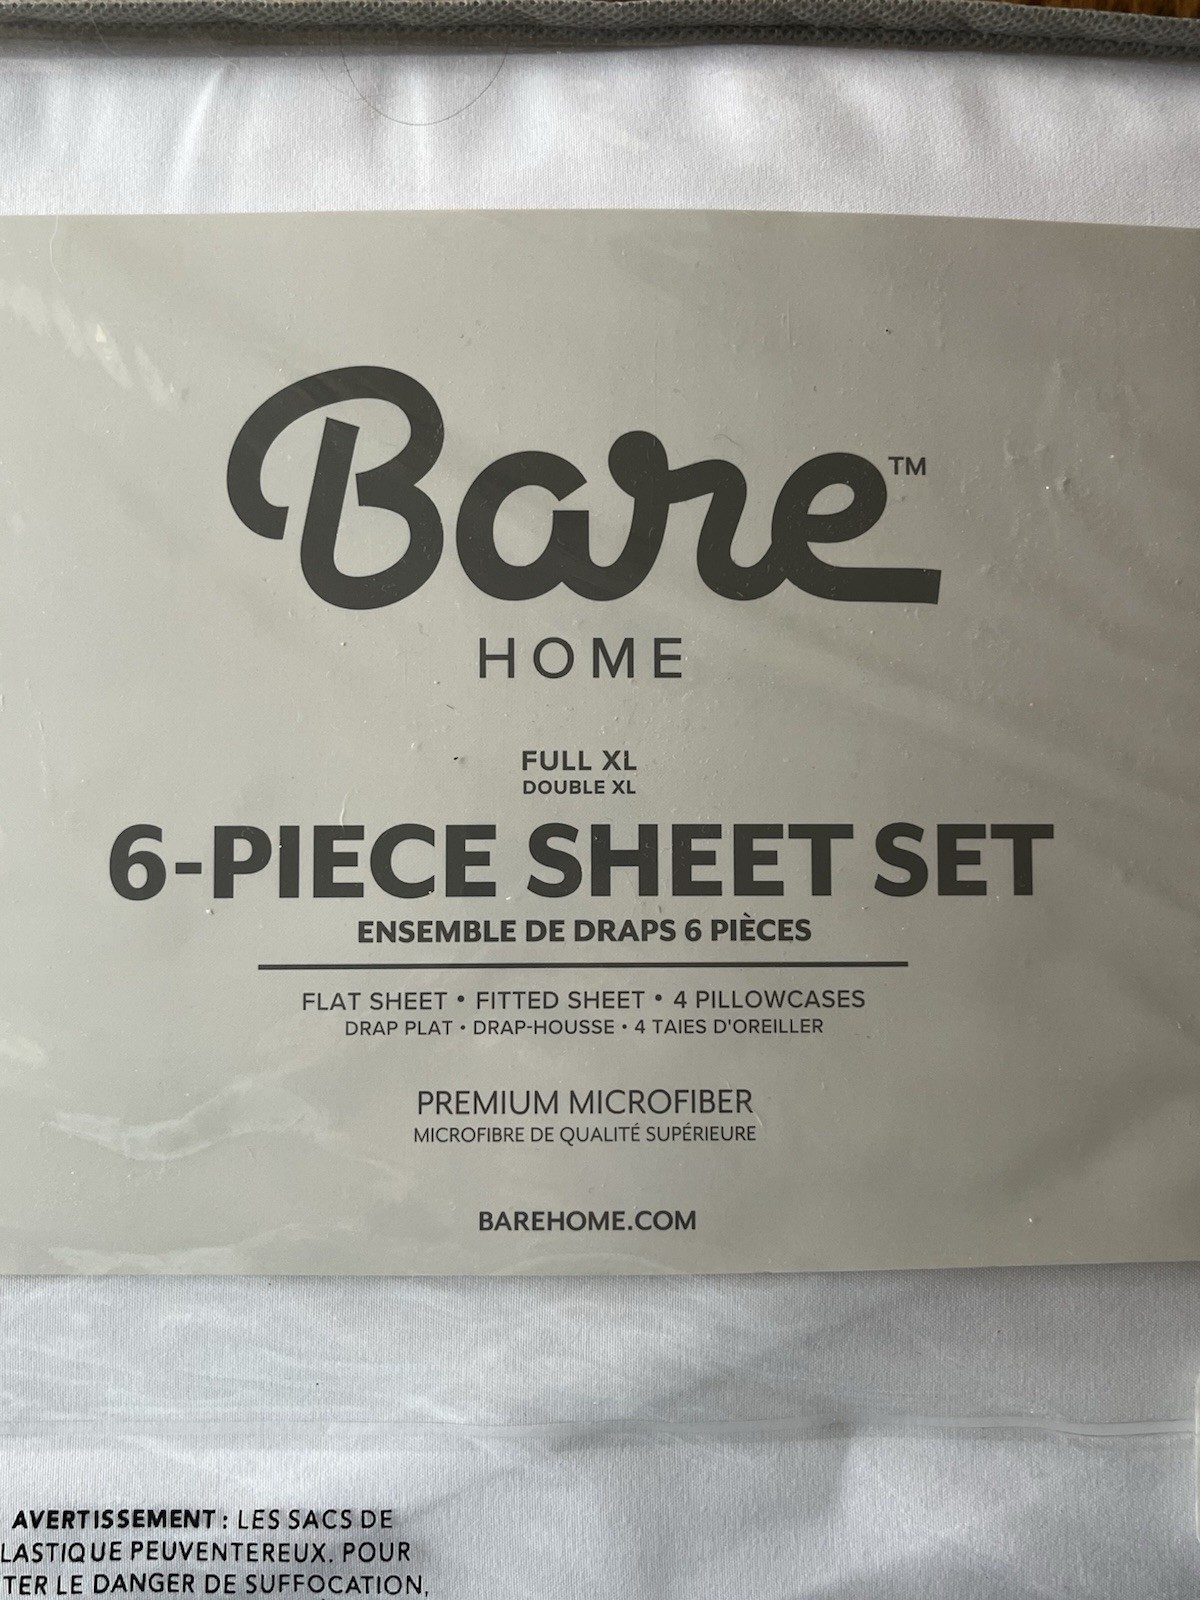 Bare™
HOME
FULL XL
DOUBLE XL
6-PIECE SHEET SET
ENSEMBLE DE DRAPS 6 PIÈCES
FLAT SHEET • FITTED SHEET • 4 PILLOWCASES
DRAP PLAT • DRAP-HOUSSE • 4 TAIES D'OREILLER
PREMIUM MICROFIBER
MICROFIBRE DE QUALITÉ SUPÉRIEURE
BAREHOME.COM
AVERTISSEMENT : LES SACS DE
LASTIQUE PEUVENTEREUX. POUR
TER LE DANGER DE SUFFOCATION,